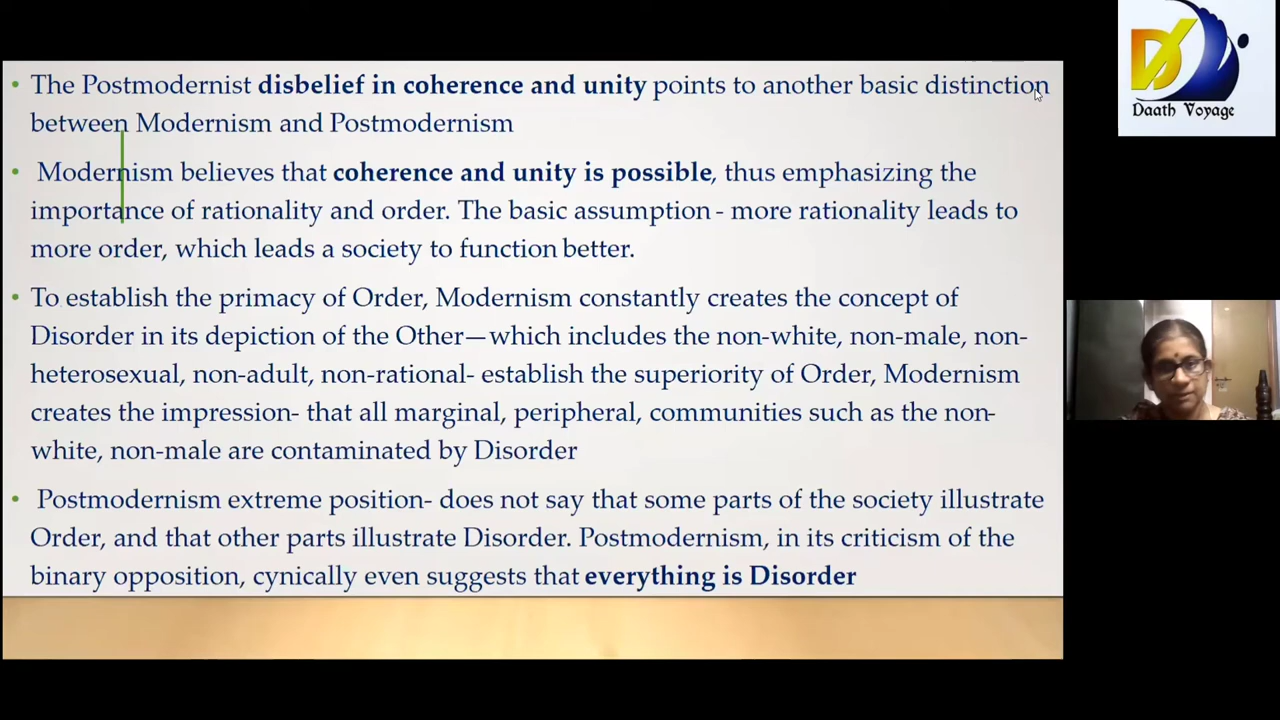 • The Postmodernist disbelief in coherence and unity points to another basic distinction
between Modernism and Postmodernism
• Modernism believes that coherence and unity is possible, thus emphasizing the
importance of rationality and order. The basic assumption - more rationality leads to
more order, which leads a society to function better.
• To establish the primacy of Order, Modernism constantly creates the concept of
Disorder in its depiction of the Other—which includes the non-white, non-male, non-
heterosexual, non-adult, non-rational- establish the superiority of Order, Modernism
creates the impression- that all marginal, peripheral, communities such as the non-
white, non-male are contaminated by Disorder
• Postmodernism extreme position- does not say that some parts of the society illustrate
Order, and that other parts illustrate Disorder. Postmodernism, in its criticism of the
binary opposition, cynically even suggests that everything is Disorder
Daath Voyage